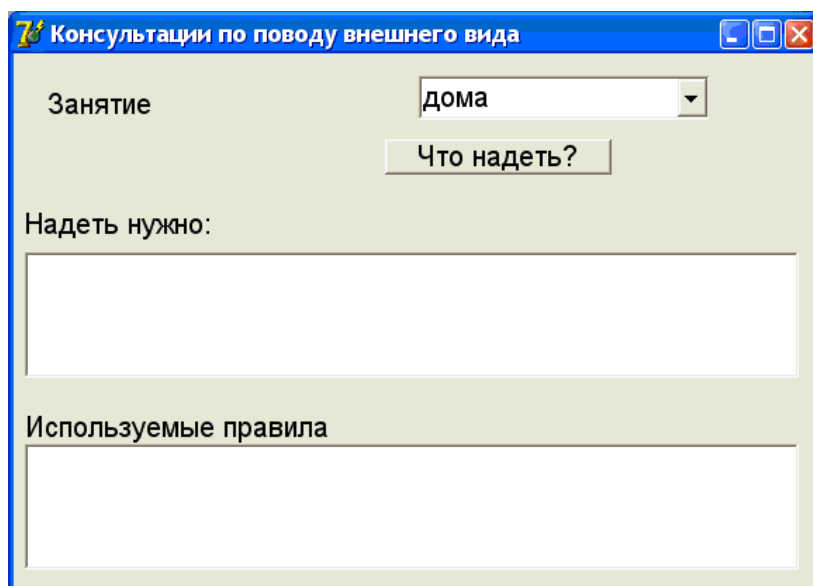 Консультации по поводу внешнего вида
Занятие
дома
Что надеть?
Надеть нужно:
Используемые правила